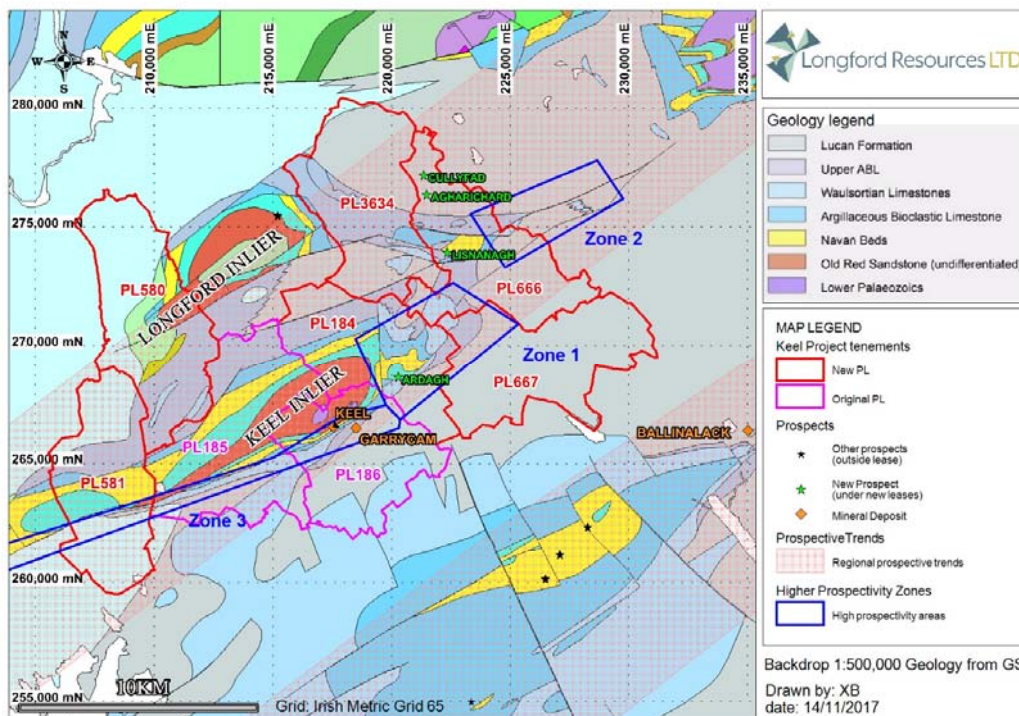 210,000 mE
215,000 mE
220,000 mE
225,000 mE
230,000 mE
235,000 mE
N
W
E
S
280,000 mN
275,000 mN
270,000 mN
265,000 mN
260,000 mN
255,000 mN
CULLYFAD
AGHARICHARD
PL3634
Zone 2
LISNANAGH
LONGFORD INLIER
PL580
PL666
PL184
Zone 1
ARDAGH
PL667
KEEL INLIER
KEEL
GARRYCAM
BALLINALACK
PL185
PL186
PL581
Zone 3
10KM
Grid: Irish Metric Grid 65
Longford Resources LTD
Geology legend
Lucan Formation
Upper ABL
Waulsortian Limestones
Argillaceous Bioclastic Limestone
Navan Beds
Old Red Sandstone (undifferentiated)
Lower Palaeozoics
MAP LEGEND
Keel Project tenements
New PL
Original PL
Prospects
Other prospects
(outside lease)
New Prospect
(under new leases)
Mineral Deposit
ProspectiveTrends
Regional prospective trends
Higher Prospectivity Zones
High prospectivity areas
Backdrop 1:500,000 Geology from GS
Drawn by: XB
date: 14/11/2017